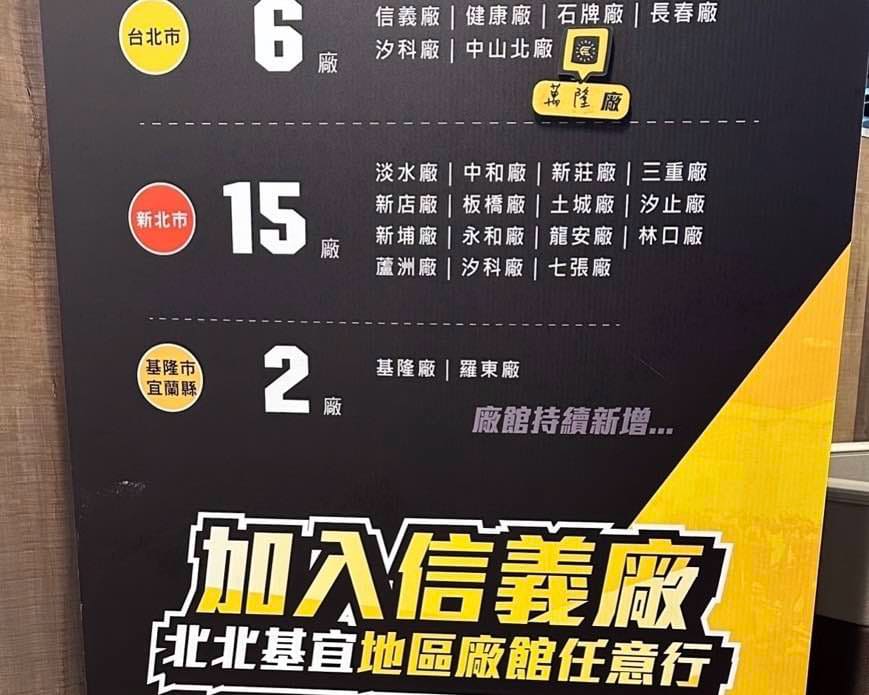 台北市
6 廠
信義廠 | 健康廠 | 石牌廠 | 長春廠
汐科廠 | 中山北廠
萬隆廠
新北市
15 廠
淡水廠 | 中和廠 | 新莊廠 | 三重廠
新店廠 | 板橋廠 | 土城廠 | 汐止廠
新埔廠 | 永和廠 | 龍安廠 | 林口廠
蘆洲廠 | 汐科廠 | 七張廠
基隆市
宜蘭縣
2 廠
基隆廠 | 羅東廠
廠館持續新增...
加入信義廠
北北基宜地區廠館任意行